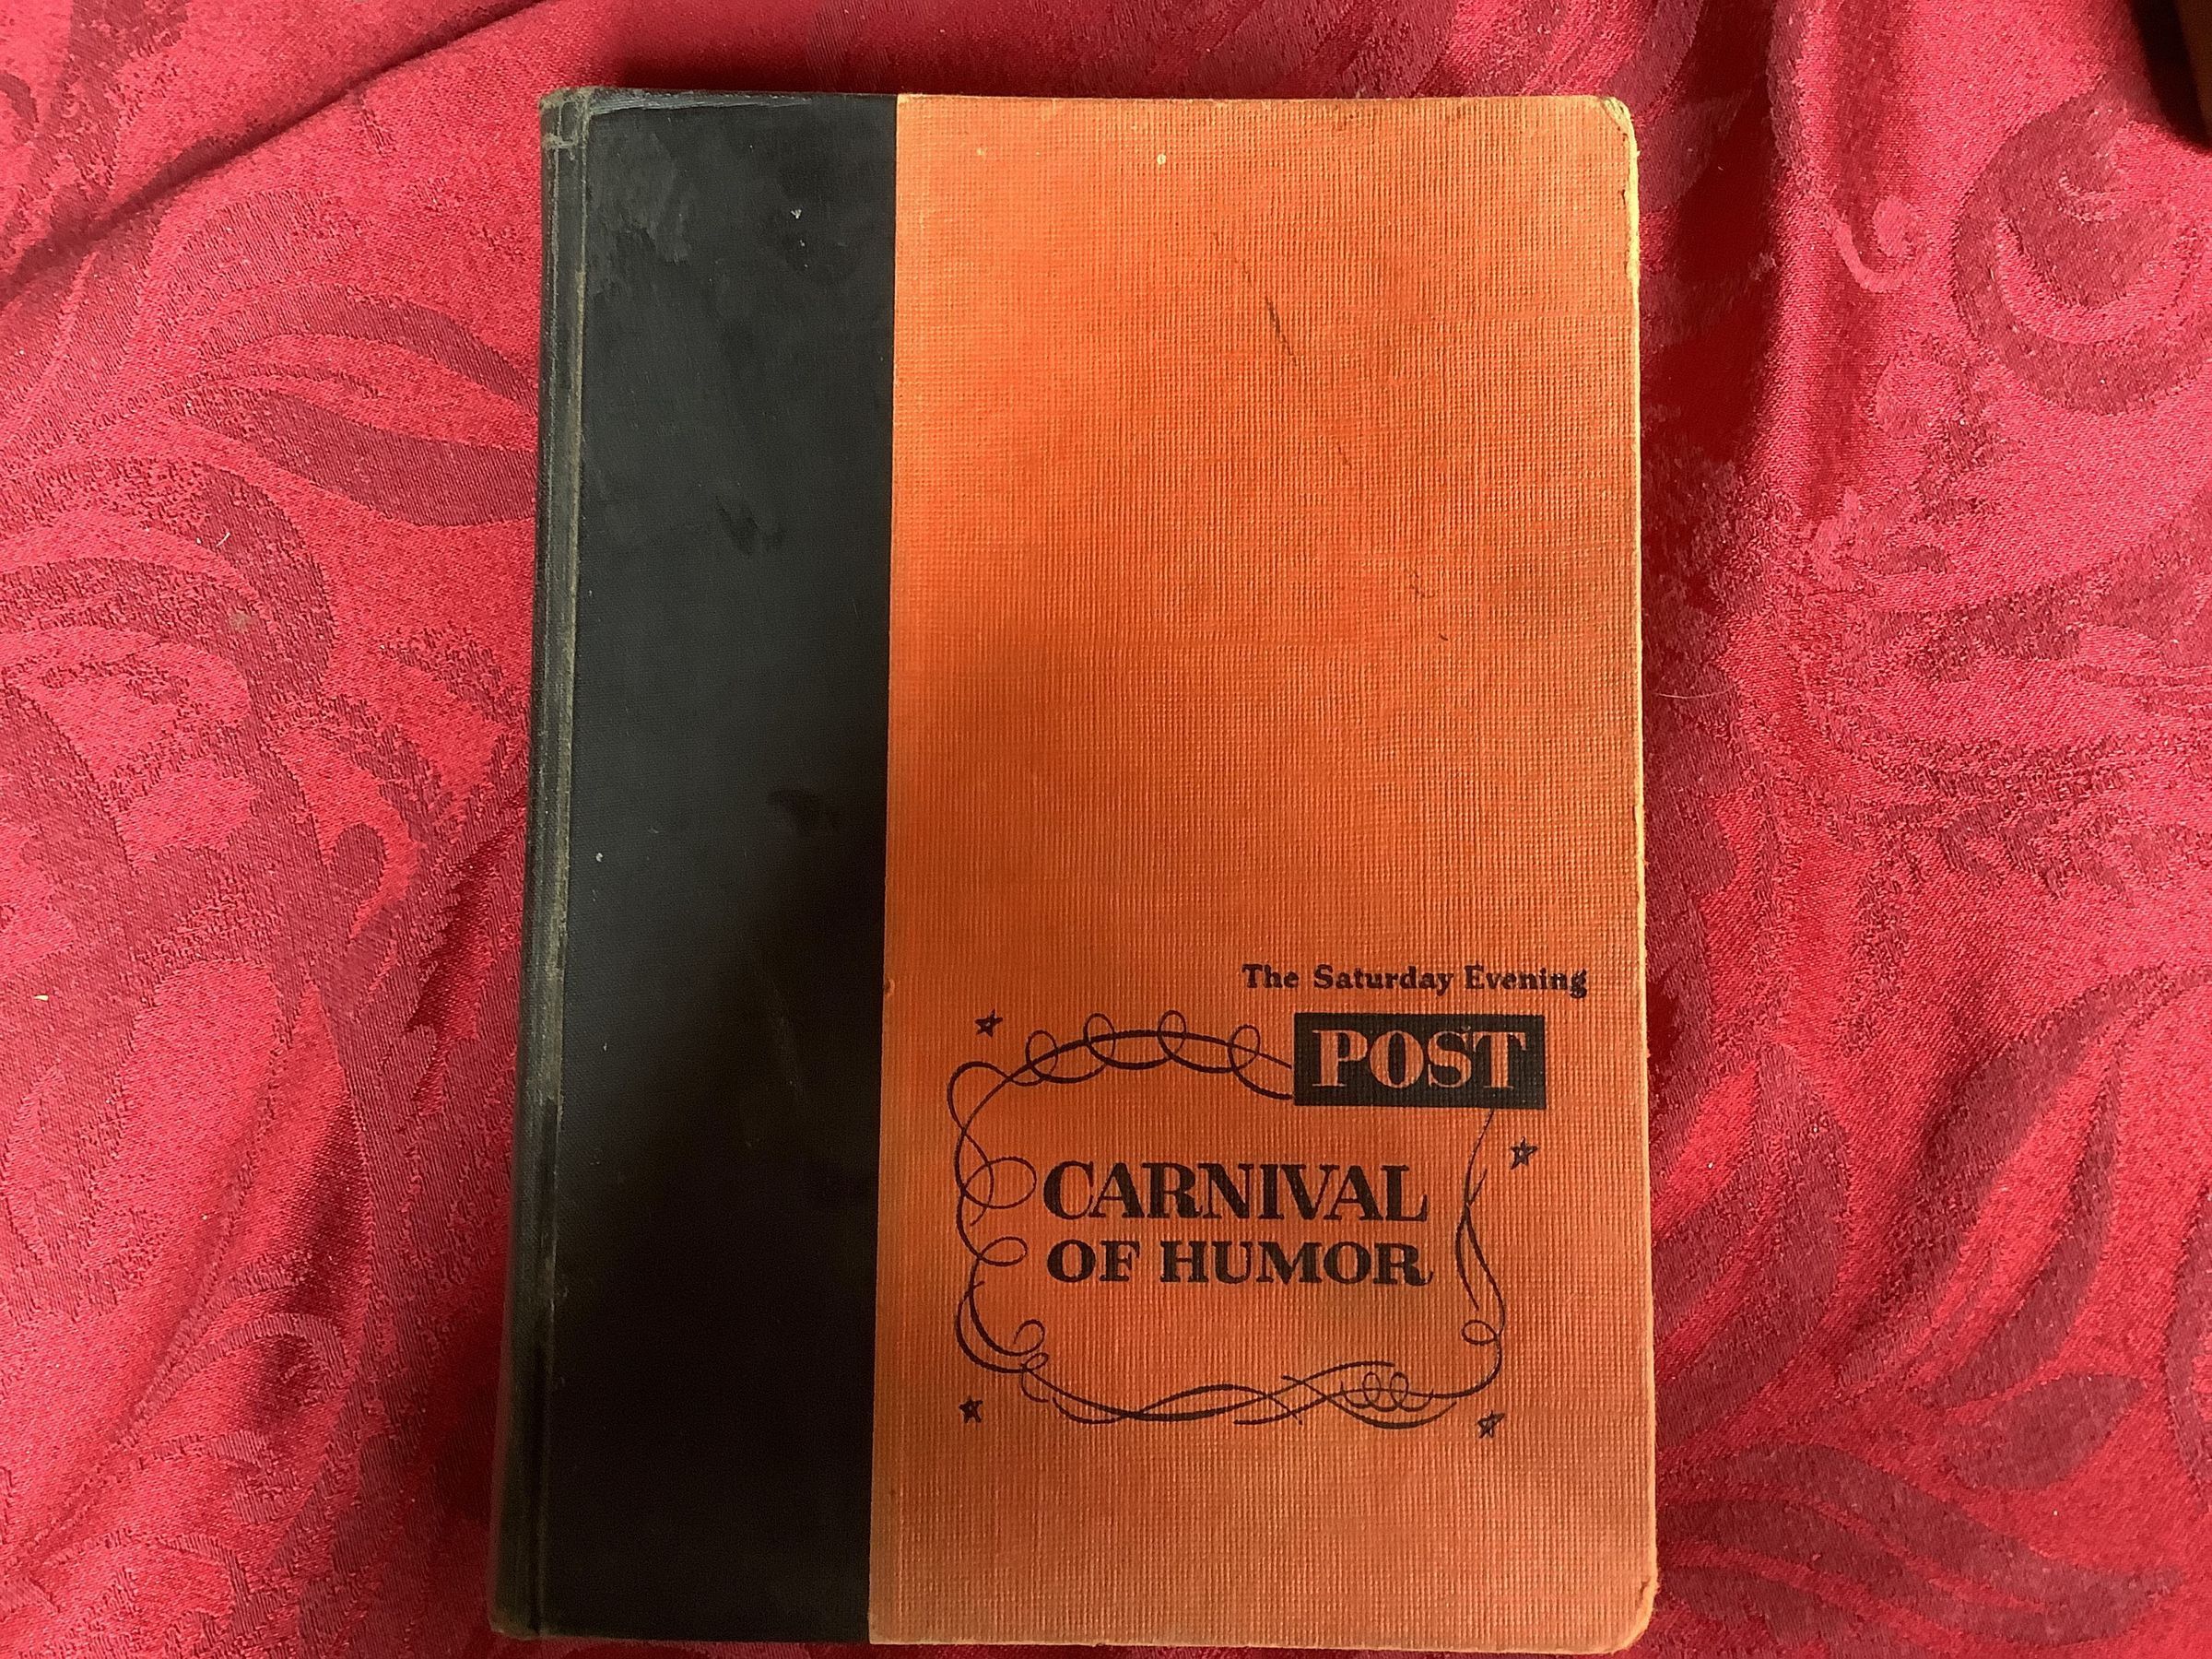 The Saturday Evening
POST
CARNIVAL
OF HUMOR